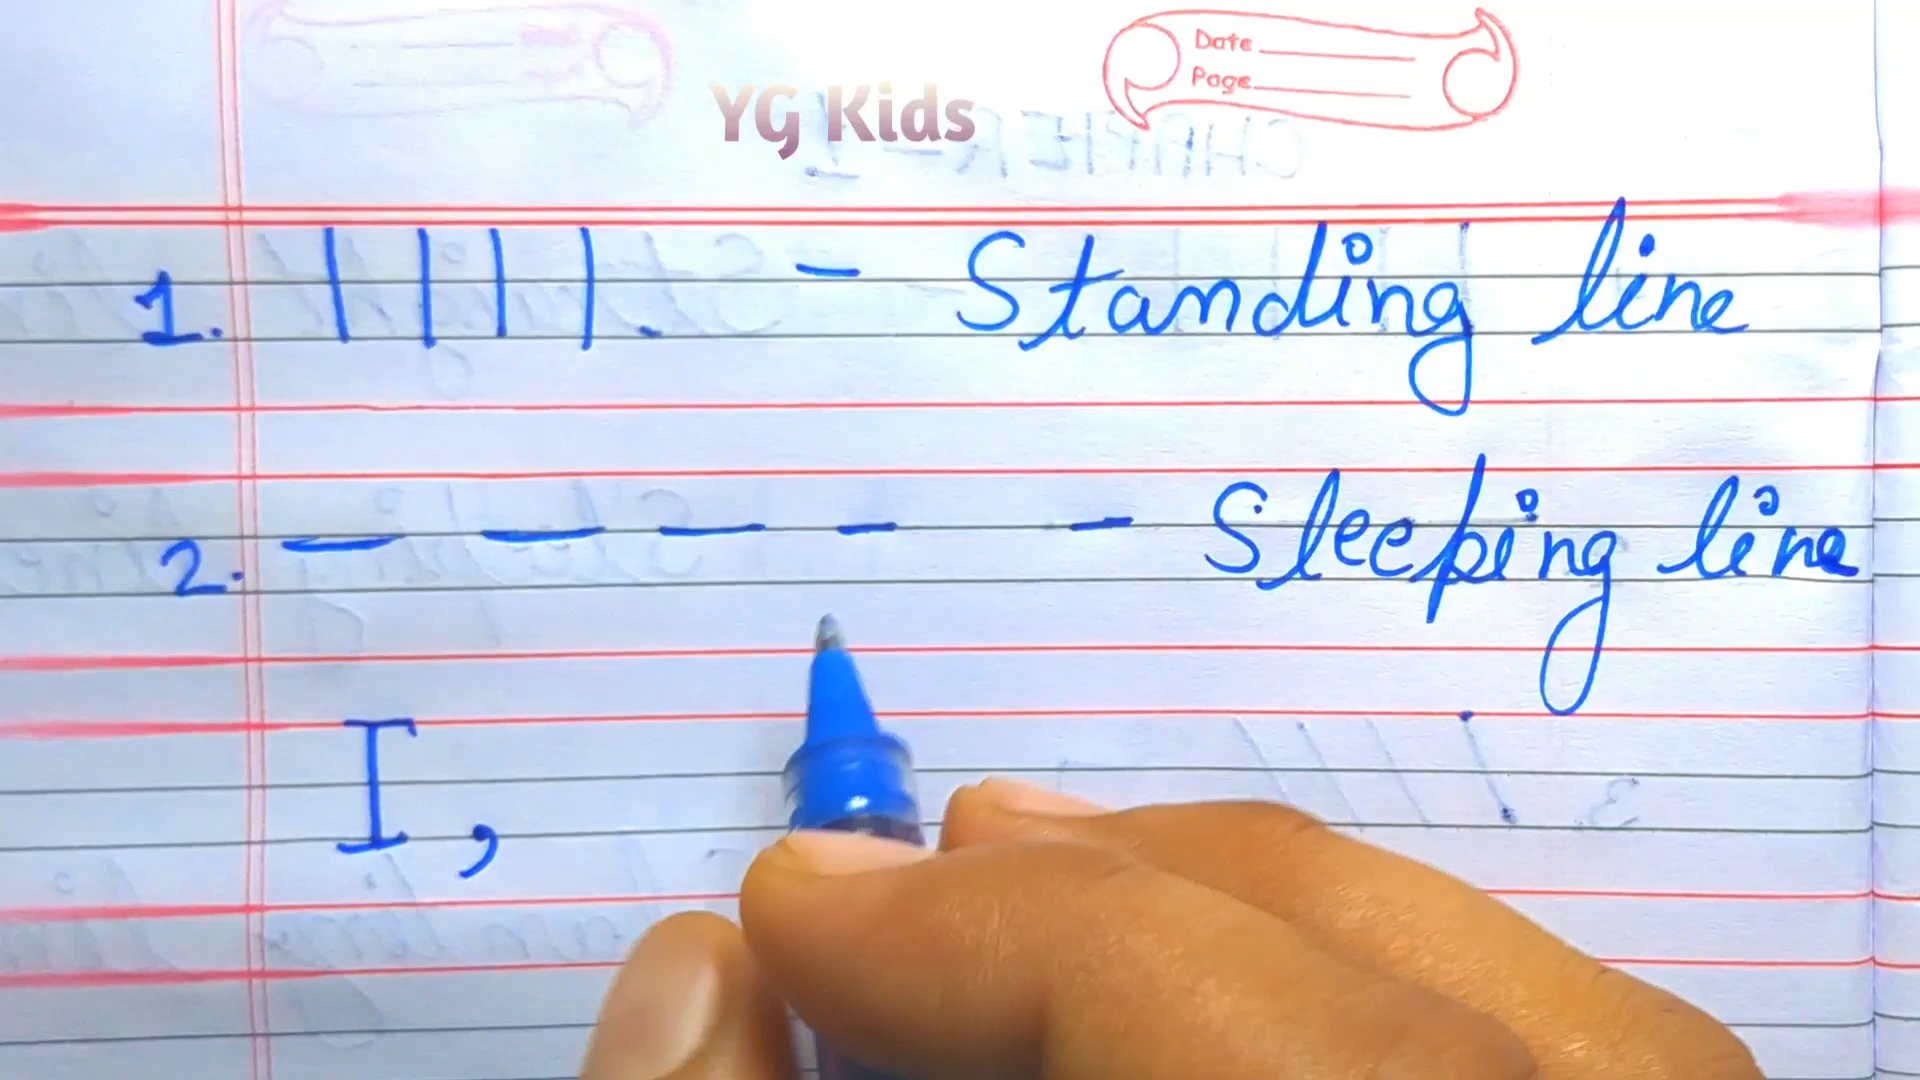 Date
Page
YG Kids
1. ||||. - Standing line
2. — — — — - Sleeping line
I,